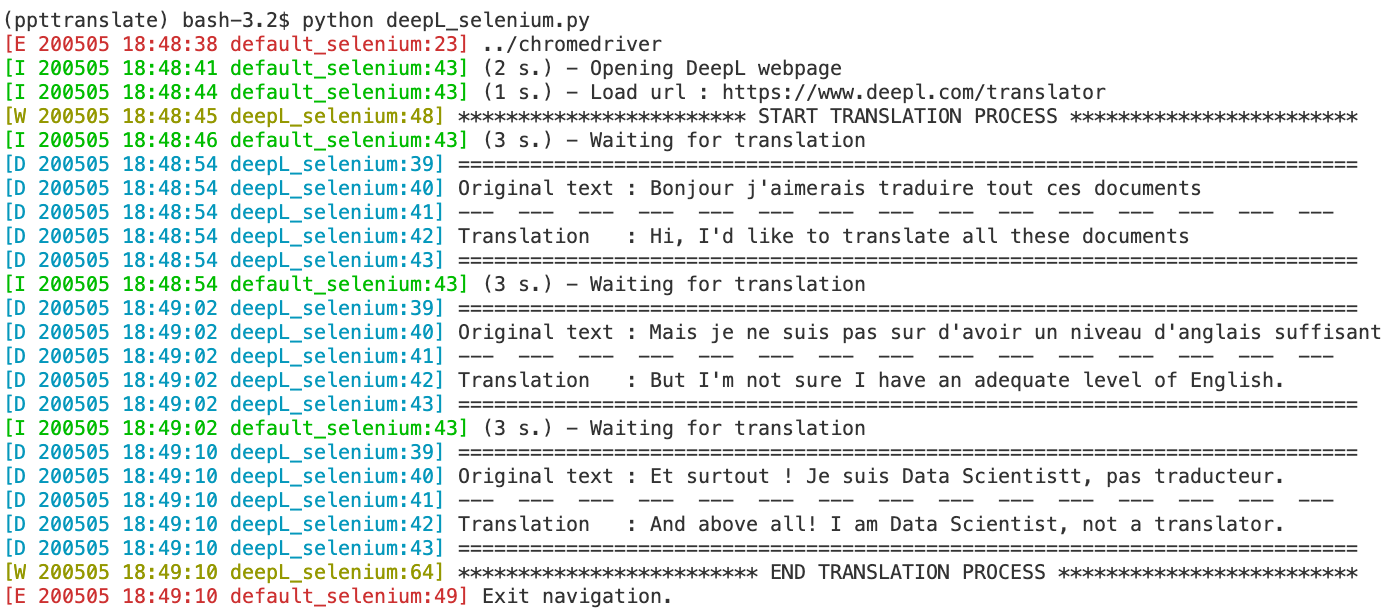 (ppttranslate) bash-3.2$ python deepL_selenium.py
[E 200505 18:48:38 default_selenium:23] ../chromedriver
[I 200505 18:48:41 default_selenium:43] (2 s.) – Opening DeepL webpage
[I 200505 18:48:44 default_selenium:43] (1 s.) – Load url : https://www.deepl.com/translator
[W 200505 18:48:45 deepL_selenium:48] ************************ START TRANSLATION PROCESS ************************
[I 200505 18:48:46 default_selenium:43] (3 s.) – Waiting for translation
[D 200505 18:48:54 deepL_selenium:39] ===========================================================================
[D 200505 18:48:54 deepL_selenium:40] Original text : Bonjour j'aimerais traduire tout ces documents
[D 200505 18:48:54 deepL_selenium:41] ---  ---  ---  ---  ---  ---  ---  ---  ---  ---  ---  ---  ---  ---  ---
[D 200505 18:48:54 deepL_selenium:42] Translation   : Hi, I'd like to translate all these documents
[D 200505 18:48:54 deepL_selenium:43] ===========================================================================
[I 200505 18:48:54 default_selenium:43] (3 s.) – Waiting for translation
[D 200505 18:49:02 deepL_selenium:39] ===========================================================================
[D 200505 18:49:02 deepL_selenium:40] Original text : Mais je ne suis pas sur d'avoir un niveau d'anglais suffisant
[D 200505 18:49:02 deepL_selenium:41] ---  ---  ---  ---  ---  ---  ---  ---  ---  ---  ---  ---  ---  ---  ---
[D 200505 18:49:02 deepL_selenium:42] Translation   : But I'm not sure I have an adequate level of English.
[D 200505 18:49:02 deepL_selenium:43] ===========================================================================
[I 200505 18:49:02 default_selenium:43] (3 s.) – Waiting for translation
[D 200505 18:49:10 deepL_selenium:39] ===========================================================================
[D 200505 18:49:10 deepL_selenium:40] Original text : Et surtout ! Je suis Data Scientistt, pas traducteur.
[D 200505 18:49:10 deepL_selenium:41] ---  ---  ---  ---  ---  ---  ---  ---  ---  ---  ---  ---  ---  ---  ---
[D 200505 18:49:10 deepL_selenium:42] Translation   : And above all! I am Data Scientist, not a translator.
[D 200505 18:49:10 deepL_selenium:43] ===========================================================================
[W 200505 18:49:10 deepL_selenium:64] ************************* END TRANSLATION PROCESS *************************
[E 200505 18:49:10 default_selenium:49] Exit navigation.